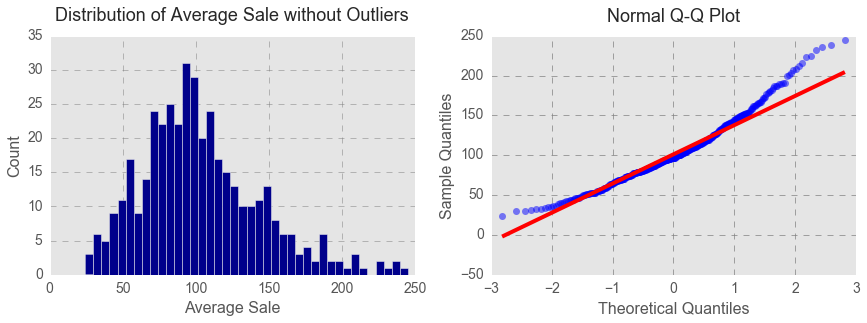 Distribution of Average Sale without Outliers
35
30
25
20
15
10
5
0
Count
0 50 100 150 200 250
Average Sale
Normal Q-Q Plot
250
200
150
100
50
0
−50
Sample Quantiles
−3 −2 −1 0 1 2 3
Theoretical Quantiles